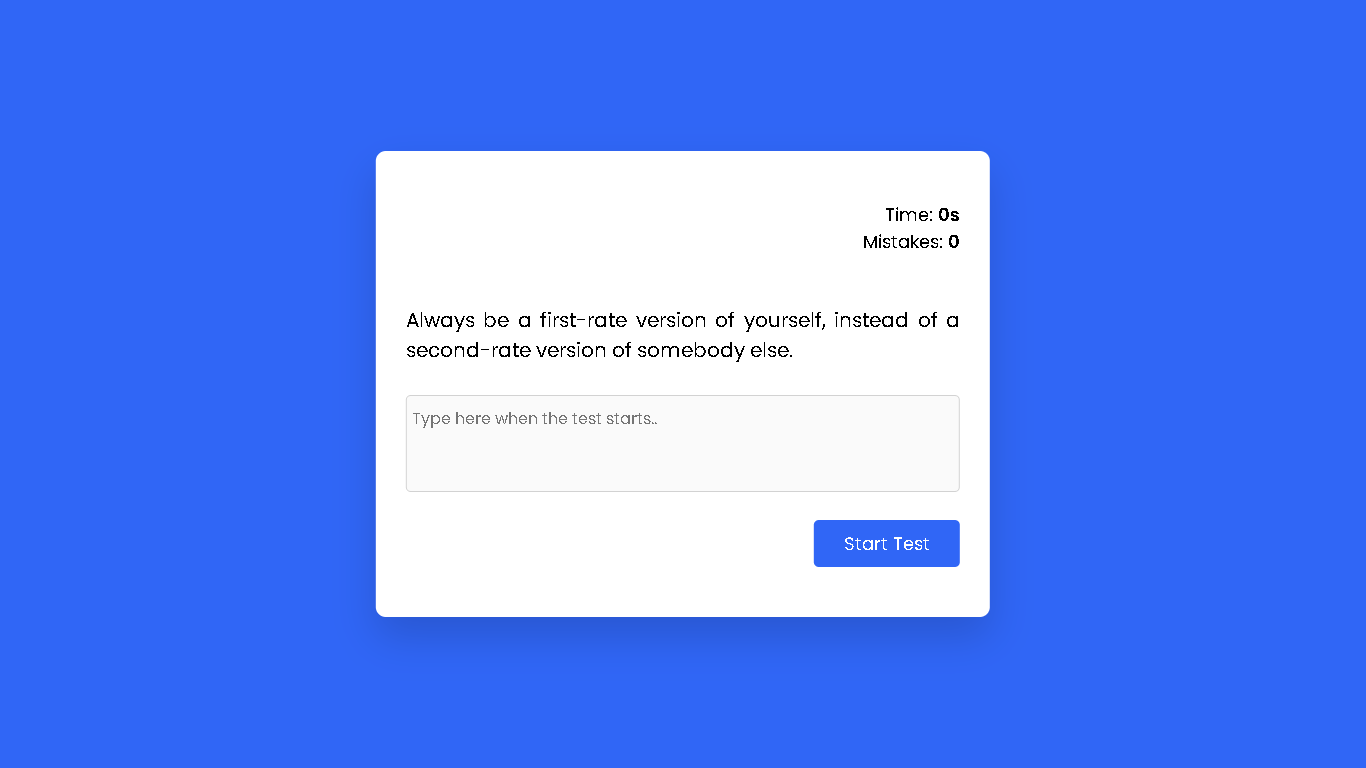 Time: 0s
Mistakes: 0
Always be a first-rate version of yourself, instead of a
second-rate version of somebody else.
Type here when the test starts..
Start Test